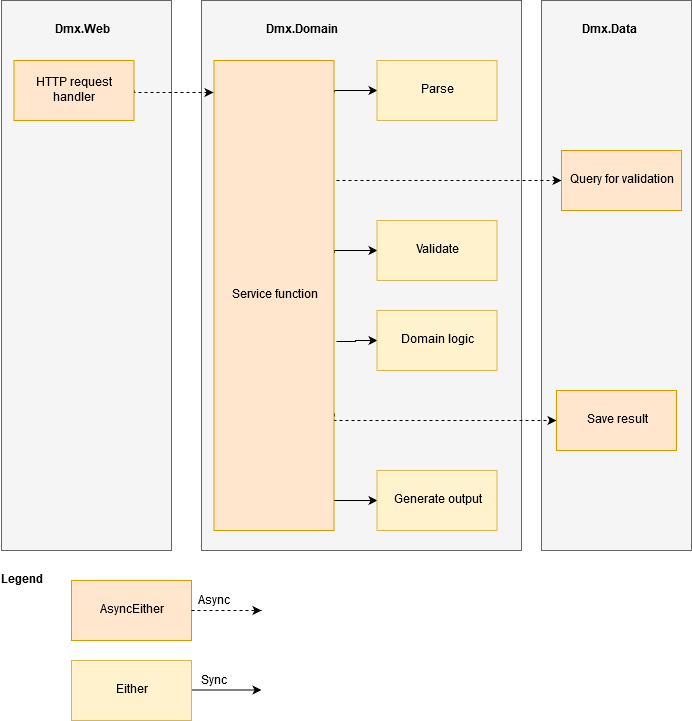 Dmx.Web
Dmx.Domain
Dmx.Data
HTTP request
handler
Parse
Query for validation
Validate
Service function
Domain logic
Save result
Generate output
Legend
AsyncEither
Async
Either
Sync